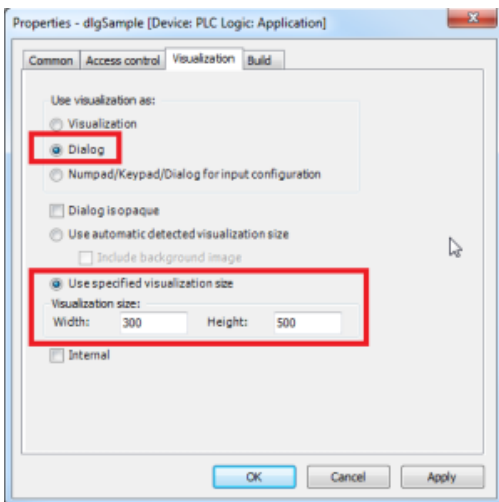 Properties - dlgSample [Device: PLC Logic: Application]
Common Access control Visualization Build
Use visualization as:
Visualization
Dialog
Numpad/Keypad/Dialog for input configuration
Dialog is opaque
Use automatic detected visualization size
Include background image
Use specified visualization size
Visualization size:
Width: 300 Height: 500
Internal
OK Cancel Apply